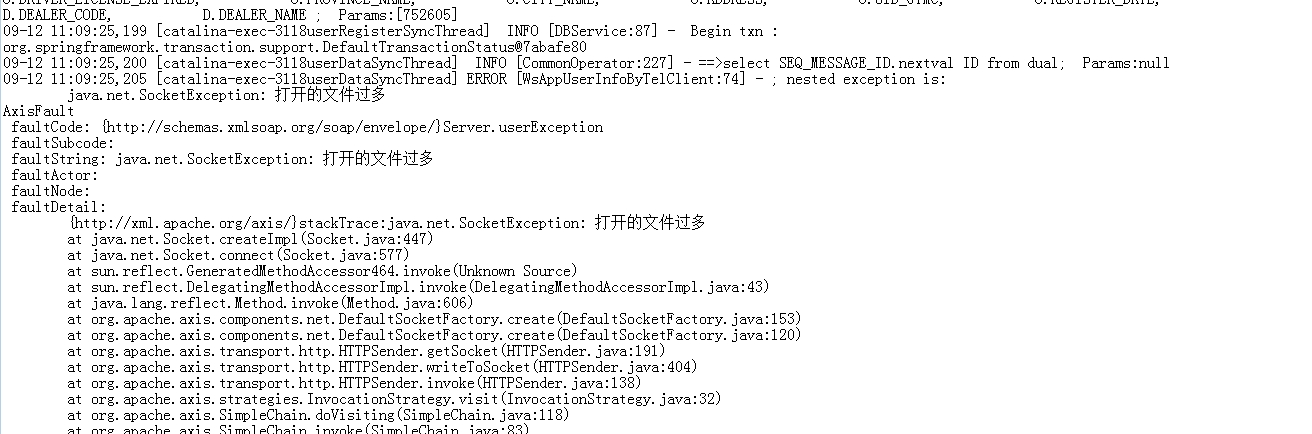 O.DRIVER_LICENSE_EXPIRED, O.PROVINCE_NAME, O.CITY_NAME, O.ADDRESS, O.UID_GTMC, O.REGISTER_DATE,
D.DEALER_CODE, D.DEALER_NAME ; Params:[752605]
09-12 11:09:25,199 [catalina-exec-3118userRegisterSyncThread] INFO [DBService:87] - Begin txn :
org.springframework.transaction.support.DefaultTransactionStatus@7abafe80
09-12 11:09:25,200 [catalina-exec-3118userDataSyncThread] INFO [CommonOperator:227] - ==>select SEQ_MESSAGE_ID.nextval ID from dual; Params:null
09-12 11:09:25,205 [catalina-exec-3118userDataSyncThread] ERROR [WsAppUserInfoByTelClient:74] - ; nested exception is:
java.net.SocketException: 打开的文件过多
AxisFault
faultCode: {http://schemas.xmlsoap.org/soap/envelope/}Server.userException
faultSubcode:
faultString: java.net.SocketException: 打开的文件过多
faultActor:
faultNode:
faultDetail:
{http://xml.apache.org/axis/}stackTrace:java.net.SocketException: 打开的文件过多
at java.net.Socket.createImpl(Socket.java:447)
at java.net.Socket.connect(Socket.java:577)
at sun.reflect.GeneratedMethodAccessor464.invoke(Unknown Source)
at sun.reflect.DelegatingMethodAccessorImpl.invoke(DelegatingMethodAccessorImpl.java:43)
at java.lang.reflect.Method.invoke(Method.java:606)
at org.apache.axis.components.net.DefaultSocketFactory.create(DefaultSocketFactory.java:153)
at org.apache.axis.components.net.DefaultSocketFactory.create(DefaultSocketFactory.java:120)
at org.apache.axis.transport.http.HTTPSender.getSocket(HTTPSender.java:191)
at org.apache.axis.transport.http.HTTPSender.writeToSocket(HTTPSender.java:404)
at org.apache.axis.transport.http.HTTPSender.invoke(HTTPSender.java:138)
at org.apache.axis.strategies.InvocationStrategy.visit(InvocationStrategy.java:32)
at org.apache.axis.SimpleChain.doVisiting(SimpleChain.java:118)
at org.apache.axis.SimpleChain.invoke(SimpleChain.java:83)